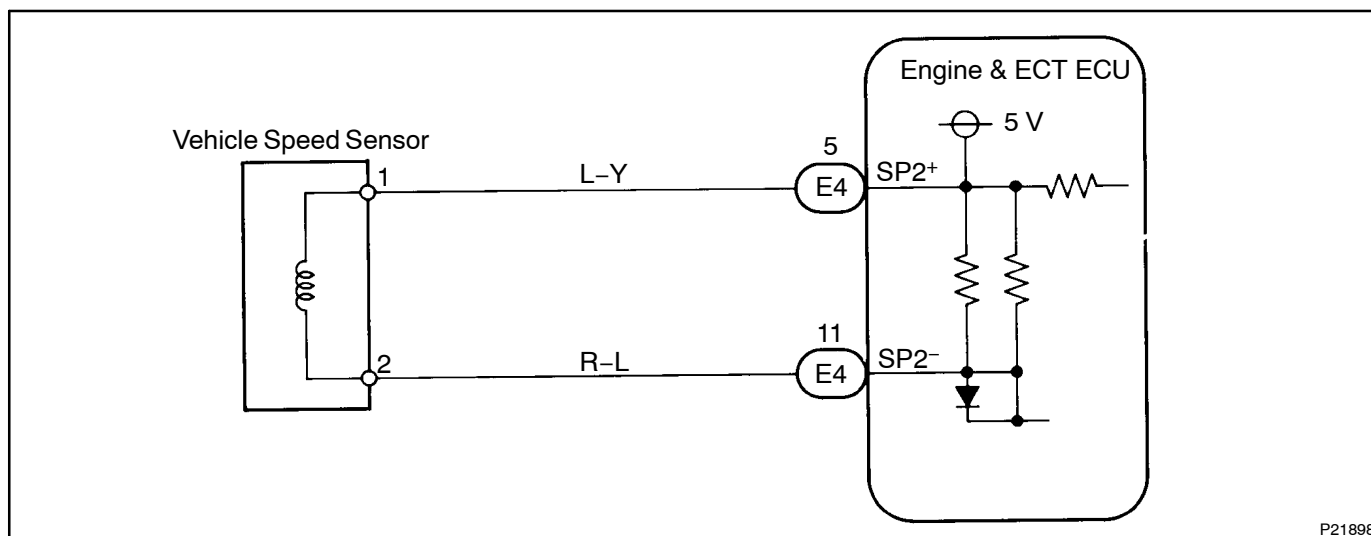 Engine & ECT ECU
5 V
Vehicle Speed Sensor
1
L–Y
5
E4
SP2+
2
R–L
11
E4
SP2–
P21898